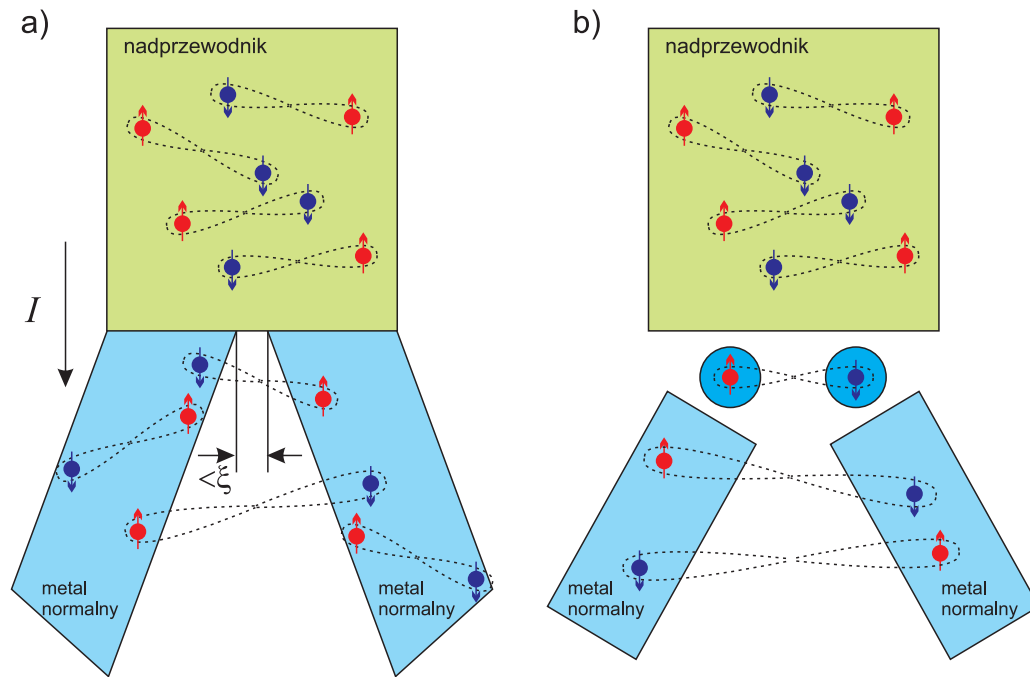 a)
nadprzewodnik
I
<ξ
metal
normalny
metal
normalny
b)
nadprzewodnik
metal
normalny
metal
normalny